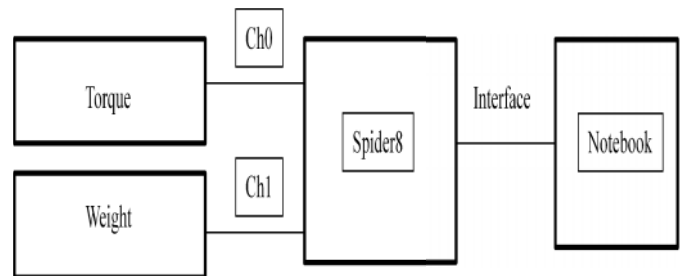 Ch0
Torque
Interface
Spider8
Notebook
Ch1
Weight